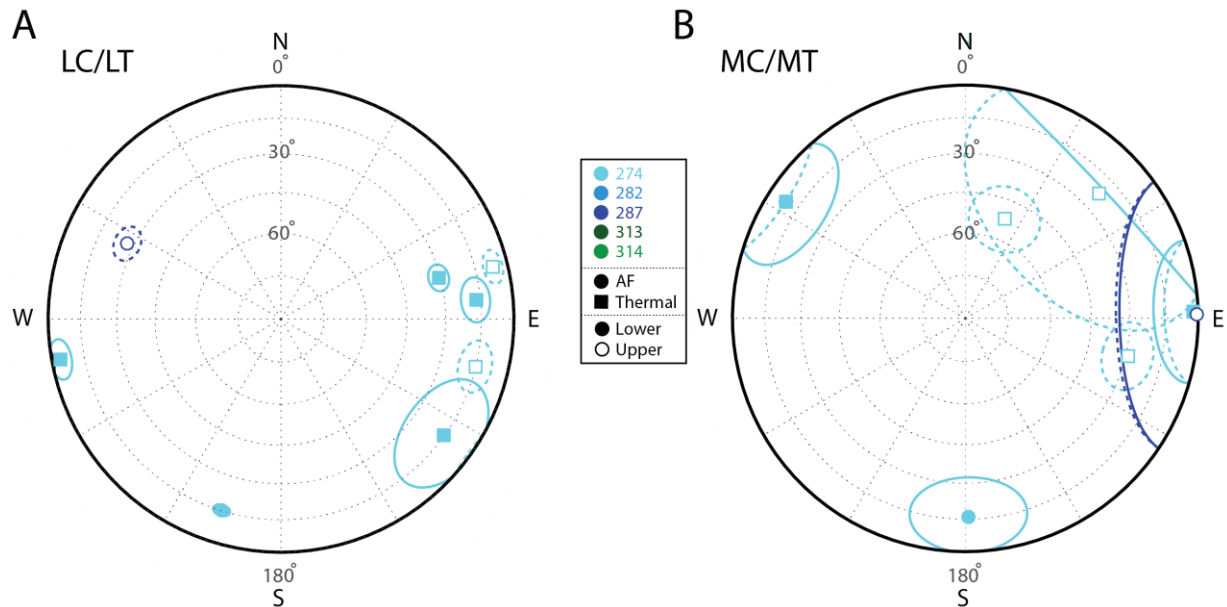 A
LC/LT
N
0°
30°
60°
W
E
180°
S
274
282
287
313
314
AF
Thermal
Lower
Upper
B
MC/MT
N
0°
30°
60°
W
E
180°
S